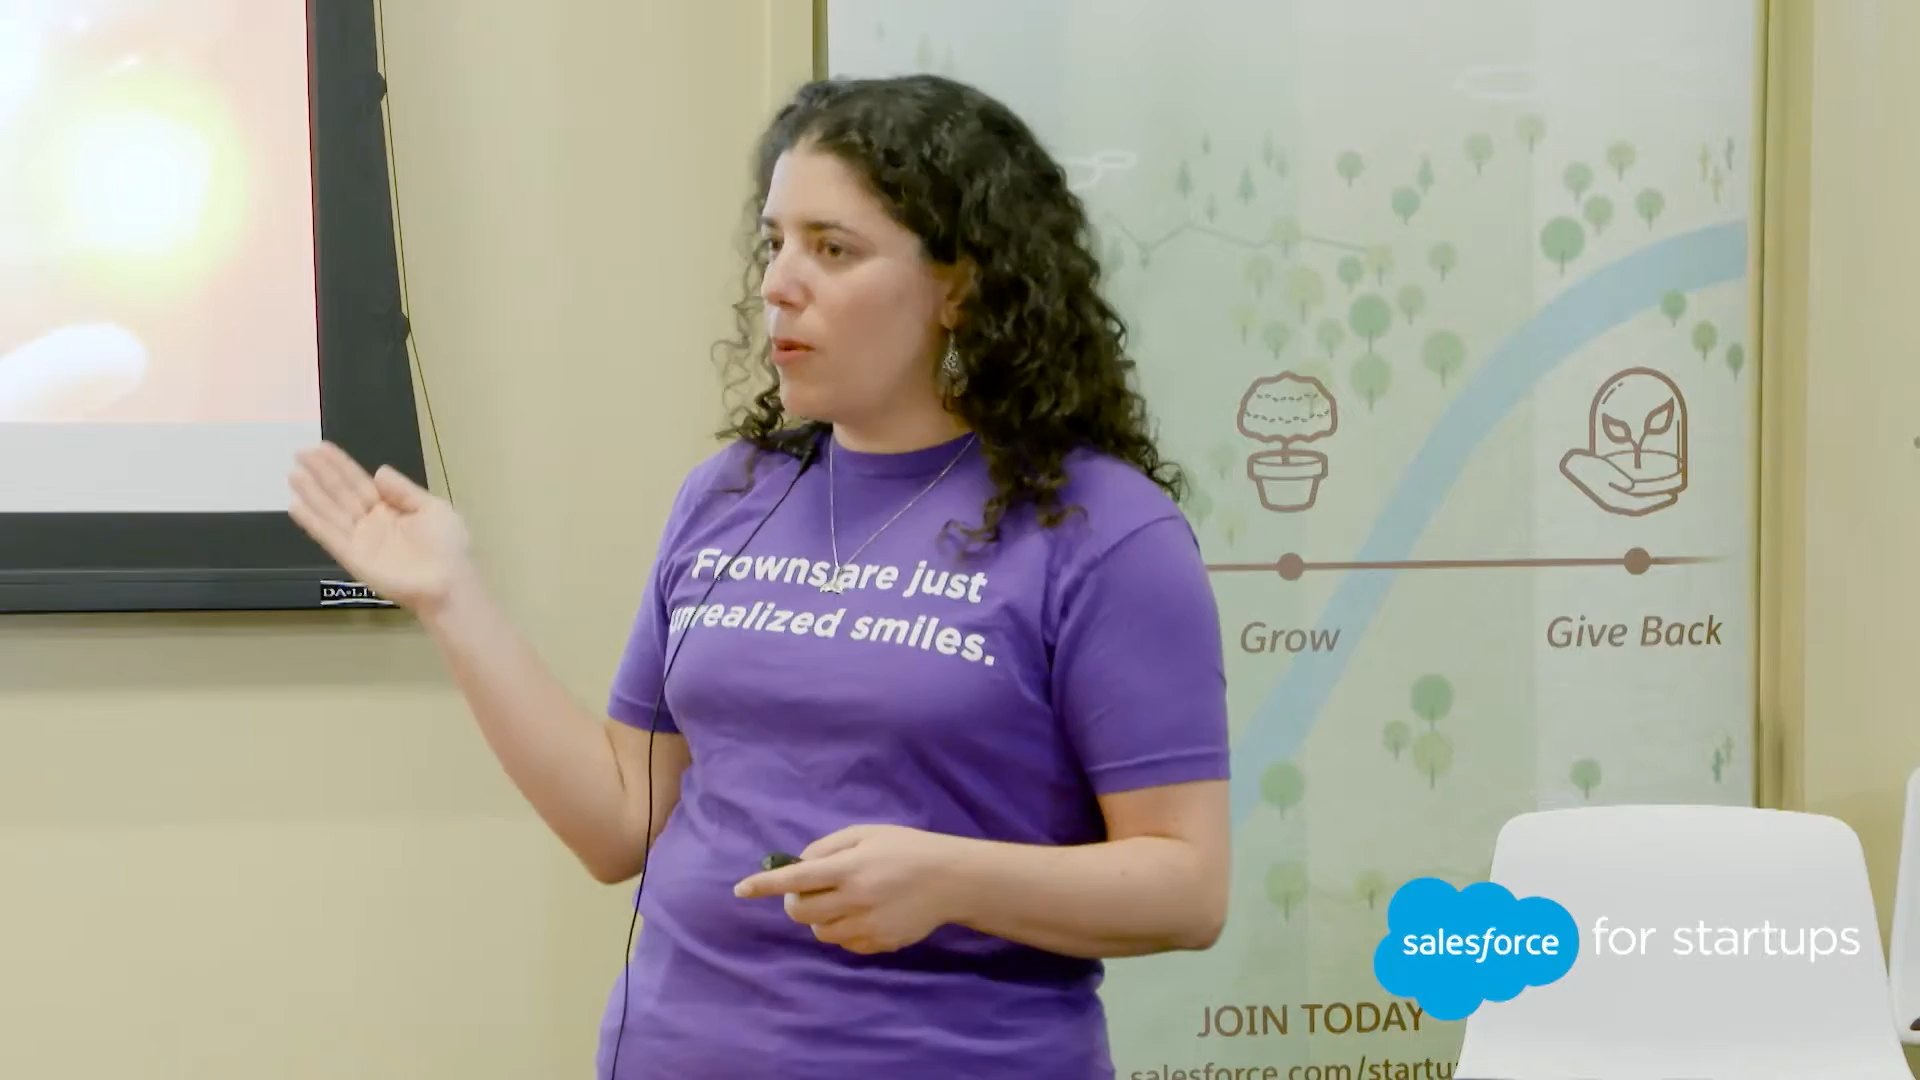 Frowns are just
unrealized smiles.
Grow
Give Back
JOIN TODAY
salesforce for startups